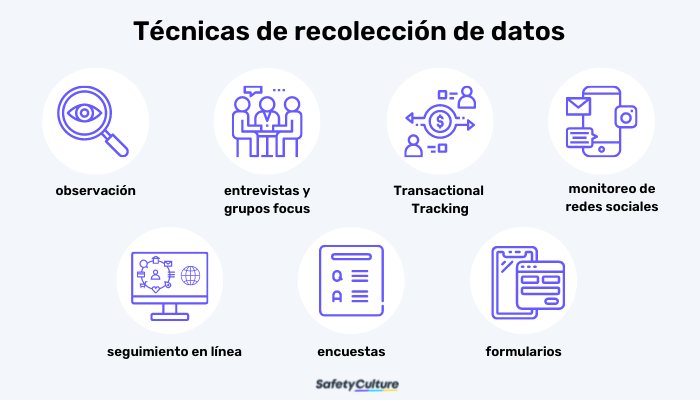 Técnicas de recolección de datos
observación
entrevistas y
grupos focus
Transactional
Tracking
monitoreo de
redes sociales
$
Q
A
seguimiento en línea
encuestas
formularios
SafetyCulture